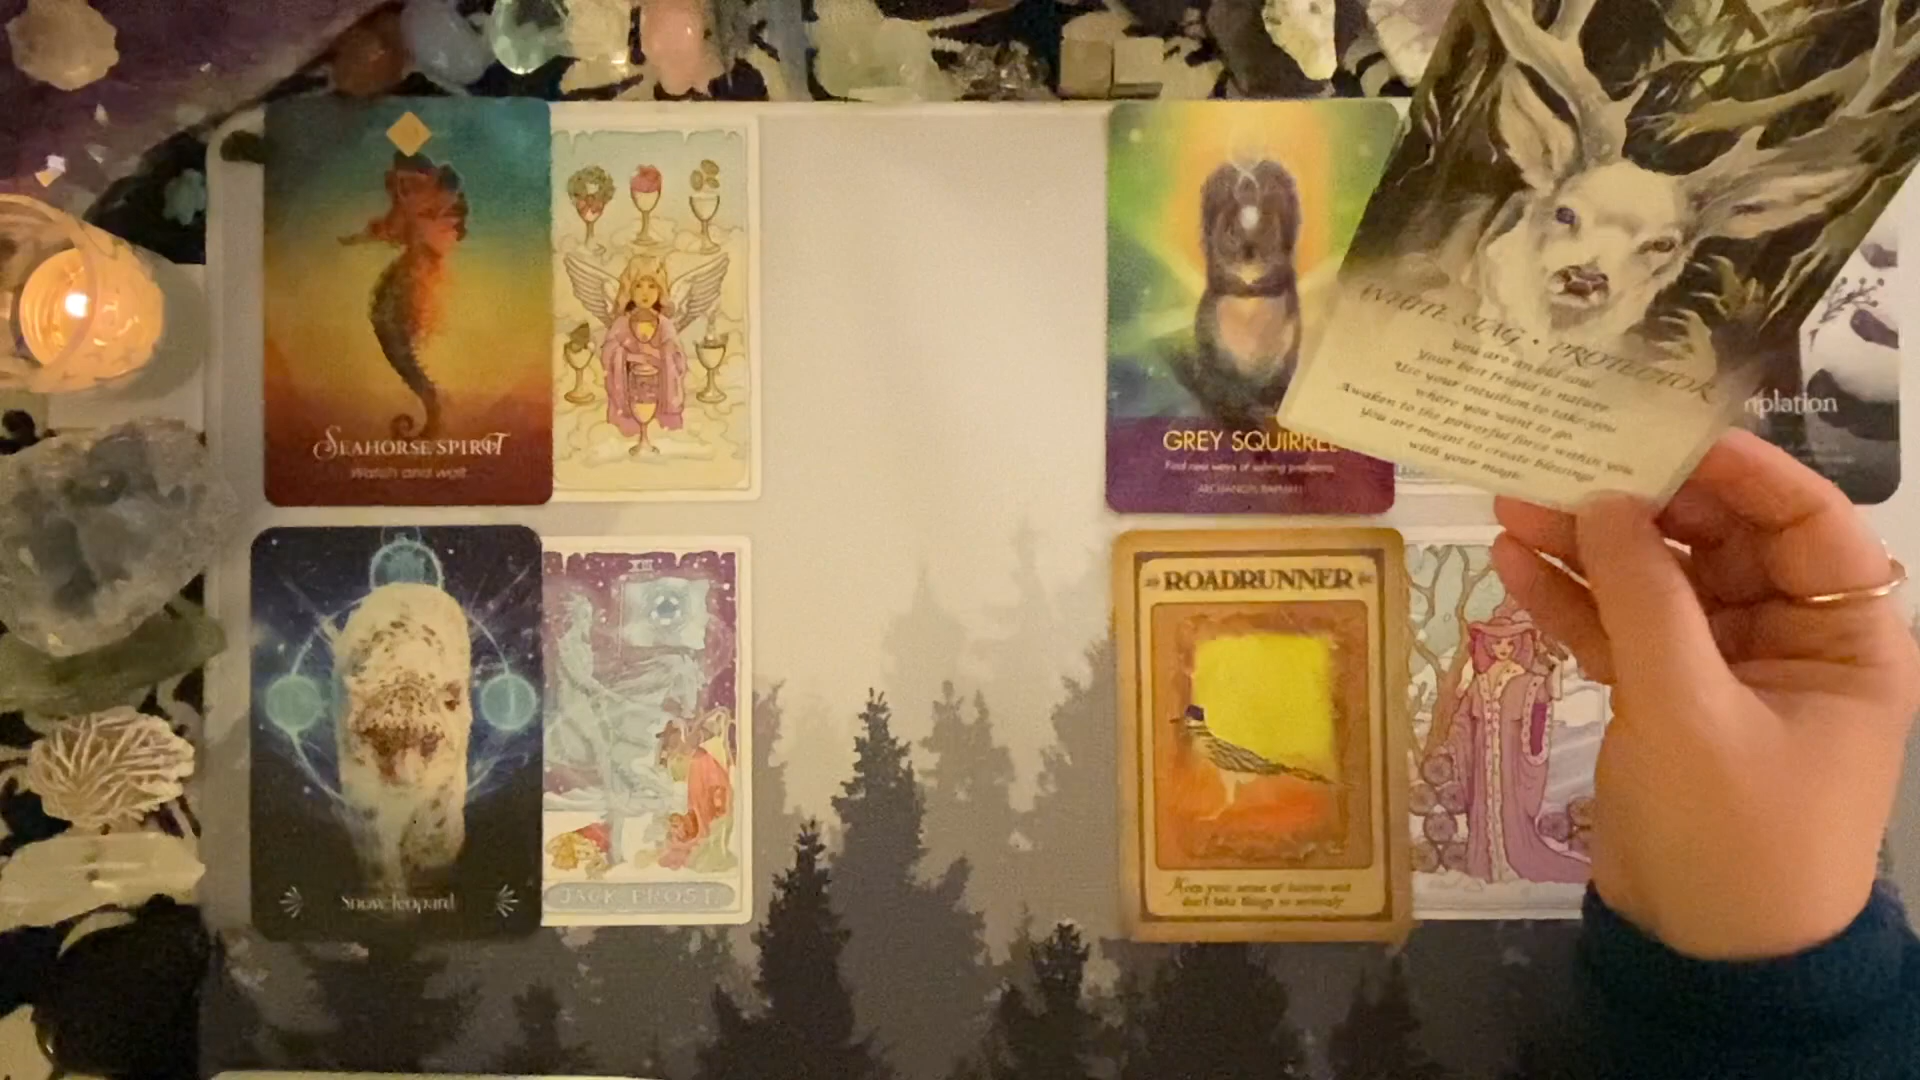 SEAHORSE SPIRIT
Watch and wait
GREY SQUIRREL
Find new ways of solving problems.
ARCHANGEL RAPHAEL
WHITE STAG • PROTECTOR
You are an old soul.
Your best friend is nature.
Use your intuition to take you
where you want to go.
Awaken to the powerful force within you.
You are meant to create blessings
with your magic.
nplation
Snow leopard
XIII
JACK FROST
ROADRUNNER
Keep your sense of humor and
don't take things so seriously